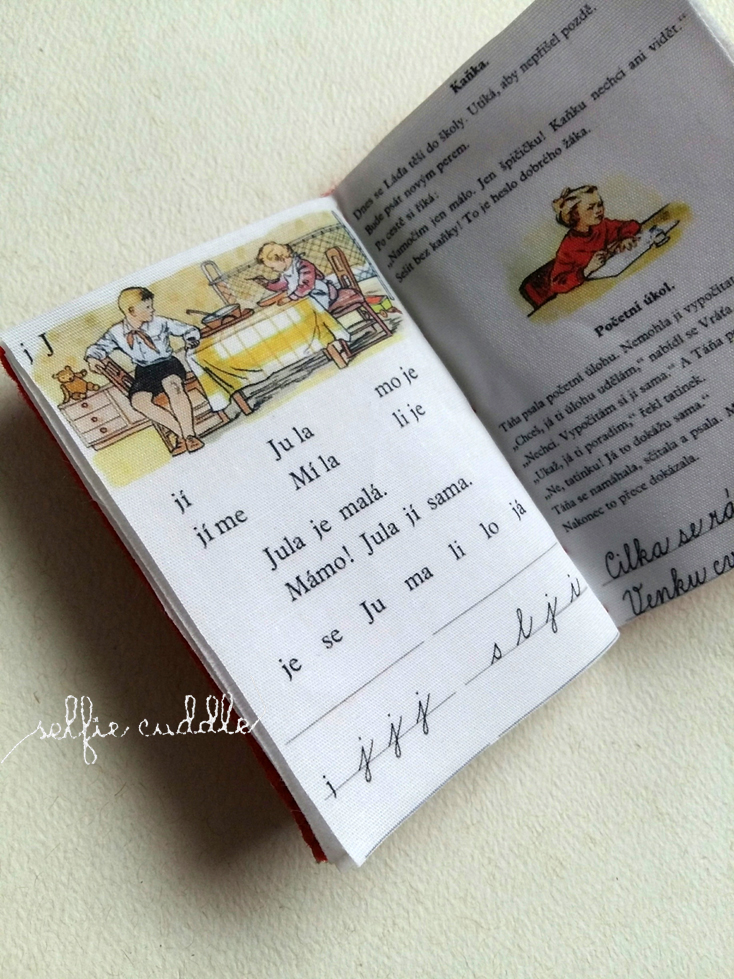 j J
jí Ju la mo je
jí me Mí la li je
Jula je malá.
Mámo! Jula jí sama.
je se Ju ma li lo já
s l j i
i j j j
Kaňka.
Dnes se Láďa těší do školy. Utíká, aby nepřišel pozdě.
Bude psát novým perem.
Po cestě si říká:
„Namočím jen málo. Jen špičičku! Kaňku nechci ani vidět.“
Sešit bez kaňky! To je heslo dobrého žáka.
Početní úkol.
Táňa psala početní úlohu. Nemohla ji vypočítat
„Chceš, já ti úlohu udělám,“ nabídl se Vráťa.
„Nechci. Vypočítám si ji sama.“ A Táňa
„Ukaž, já ti poradím,“ řekl tatínek.
„Ne, tatínku! Já to dokážu sama.“
Táňa se namáhala, sčítala a psala.
Nakonec to přece dokázala.
Cilka se
Venku
selfie cuddle